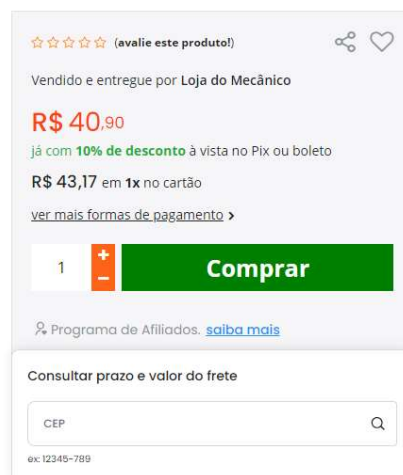 (avalie este produto!)
Vendido e entregue por Loja do Mecânico
R$ 40,90
já com 10% de desconto à vista no Pix ou boleto
R$ 43,17 em 1x no cartão
ver mais formas de pagamento >
1 + − Comprar
Programa de Afiliados. saiba mais
Consultar prazo e valor do frete
CEP
ex: 12345-789